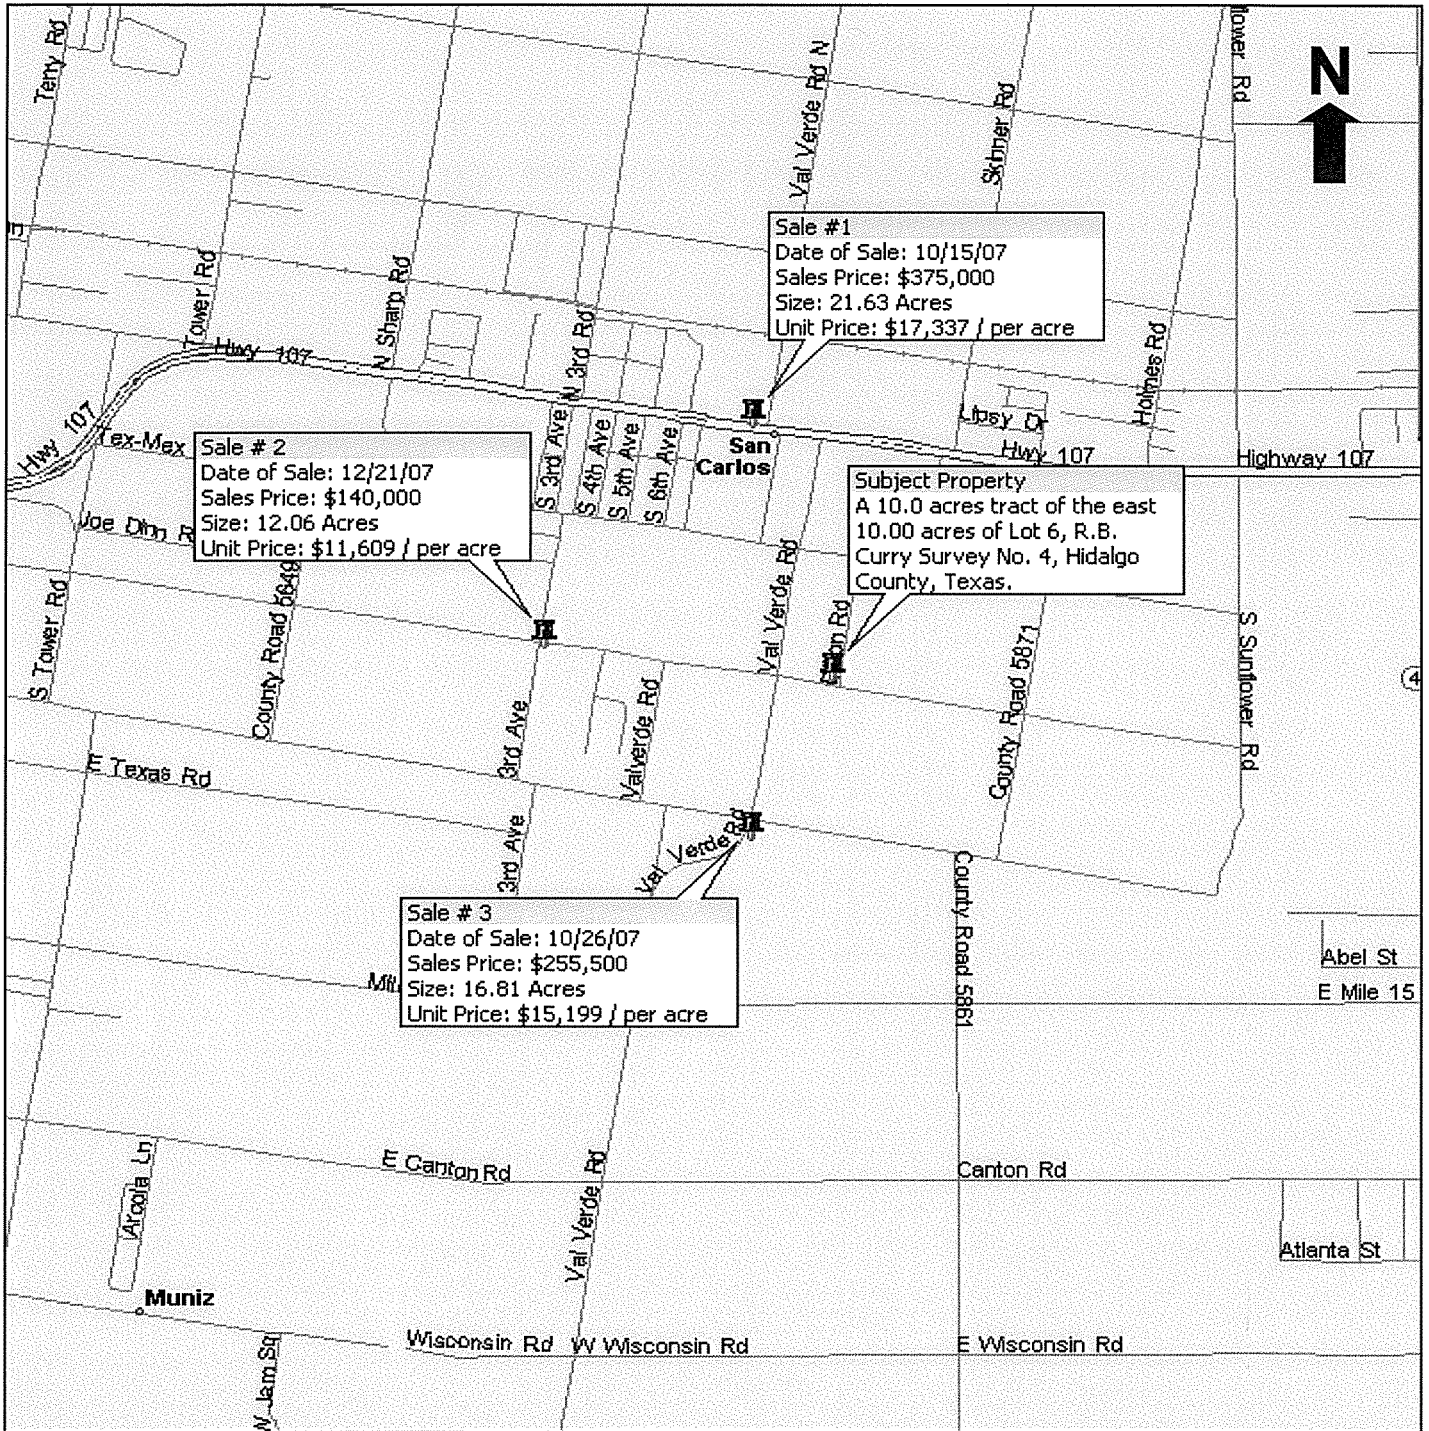 Terry Rd
Val Verde Rd N
Skinner Rd
Rd
N
Sale #1
Date of Sale: 10/15/07
Sales Price: $375,000
Size: 21.63 Acres
Unit Price: $17,337 / per acre
Tower Rd
N Sharp Rd
N 3rd Rd
Holmes Rd
Hwy 107
Hwy 107
Tex-Mex
S 3rd Ave
S 4th Ave
S 5th Ave
S 6th Ave
San
Carlos
Lipsy Dr
Hwy 107
Highway 107
Sale # 2
Date of Sale: 12/21/07
Sales Price: $140,000
Size: 12.06 Acres
Unit Price: $11,609 / per acre
Subject Property
A 10.0 acres tract of the east
10.00 acres of Lot 6, R.B.
Curry Survey No. 4, Hidalgo
County, Texas.
Joe Dinn
S Tower Rd
County Road 5649
Val Verde Rd
Rd
County Road 5871
S Sunflower Rd
4
3rd Ave
Valverde Rd
E Texas Rd
3rd Ave
Val Verde Rd
County Road 5861
Sale # 3
Date of Sale: 10/26/07
Sales Price: $255,500
Size: 16.81 Acres
Unit Price: $15,199 / per acre
Abel St
E Mile 15
E Canton Rd
Canton Rd
Arcola Ln
Val Verde Rd
Atlanta St
Muniz
Wisconsin Rd
W Wisconsin Rd
E Wisconsin Rd
W Jam St